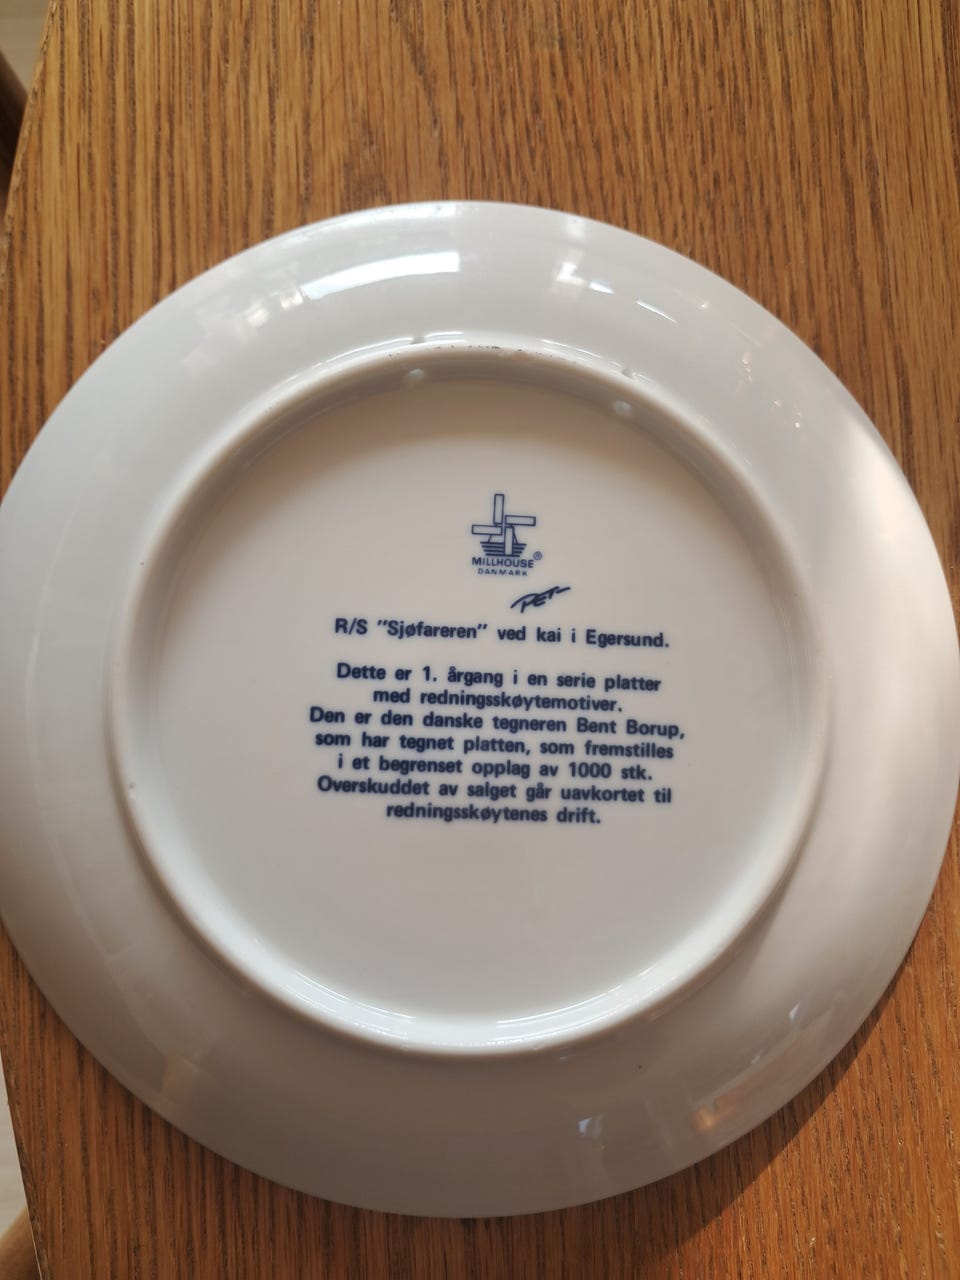 MILLHOUSE®
DANMARK
R/S "Sjøfareren" ved kai i Egersund.
Dette er 1. årgang i en serie platter
med redningsskøytemotiver.
Den er den danske tegneren Bent Borup,
som har tegnet platten, som fremstilles
i et begrenset opplag av 1000 stk.
Overskuddet av salget går uavkortet til
redningsskøytenes drift.